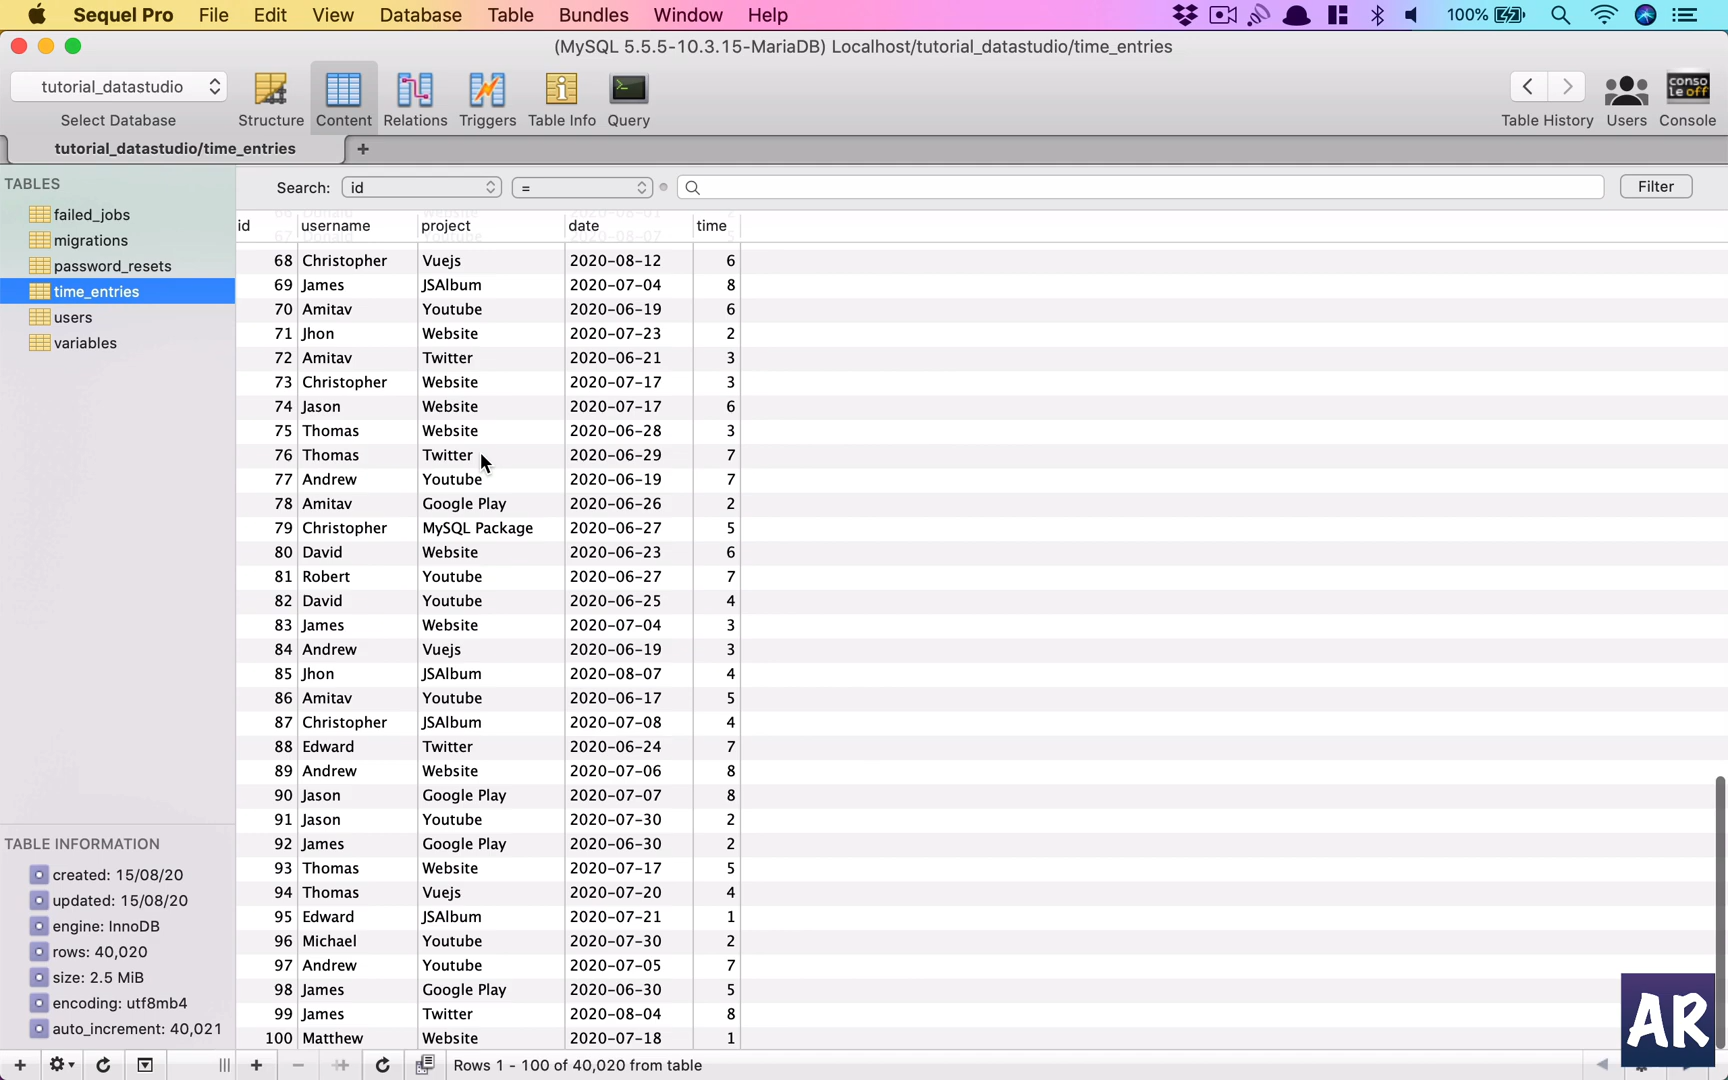 Sequel Pro File Edit View Database Table Bundles Window Help 100%
(MySQL 5.5.5-10.3.15-MariaDB) Localhost/tutorial_datastudio/time_entries
tutorial_datastudio
console off
Select Database Structure Content Relations Triggers Table Info Query Table History Users Console
tutorial_datastudio/time_entries +
TABLES
failed_jobs
migrations
password_resets
time_entries
users
variables
Search: id = Filter
66 Donald Website 2020-08-01 2
id username project date time
67 Donald Youtube 2020-08-07 5
68 Christopher Vuejs 2020-08-12 6
69 James JSAlbum 2020-07-04 8
70 Amitav Youtube 2020-06-19 6
71 Jhon Website 2020-07-23 2
72 Amitav Twitter 2020-06-21 3
73 Christopher Website 2020-07-17 3
74 Jason Website 2020-07-17 6
75 Thomas Website 2020-06-28 3
76 Thomas Twitter 2020-06-29 7
77 Andrew Youtube 2020-06-19 7
78 Amitav Google Play 2020-06-26 2
79 Christopher MySQL Package 2020-06-27 5
80 David Website 2020-06-23 6
81 Robert Youtube 2020-06-27 7
82 David Youtube 2020-06-25 4
83 James Website 2020-07-04 3
84 Andrew Vuejs 2020-06-19 3
85 Jhon JSAlbum 2020-08-07 4
86 Amitav Youtube 2020-06-17 5
87 Christopher JSAlbum 2020-07-08 4
88 Edward Twitter 2020-06-24 7
89 Andrew Website 2020-07-06 8
90 Jason Google Play 2020-07-07 8
91 Jason Youtube 2020-07-30 2
92 James Google Play 2020-06-30 2
93 Thomas Website 2020-07-17 5
94 Thomas Vuejs 2020-07-20 4
95 Edward JSAlbum 2020-07-21 1
96 Michael Youtube 2020-07-30 2
97 Andrew Youtube 2020-07-05 7
98 James Google Play 2020-06-30 5
99 James Twitter 2020-08-04 8
100 Matthew Website 2020-07-18 1
TABLE INFORMATION
created: 15/08/20
updated: 15/08/20
engine: InnoDB
rows: 40,020
size: 2.5 MiB
encoding: utf8mb4
auto_increment: 40,021
Rows 1 - 100 of 40,020 from table
AR